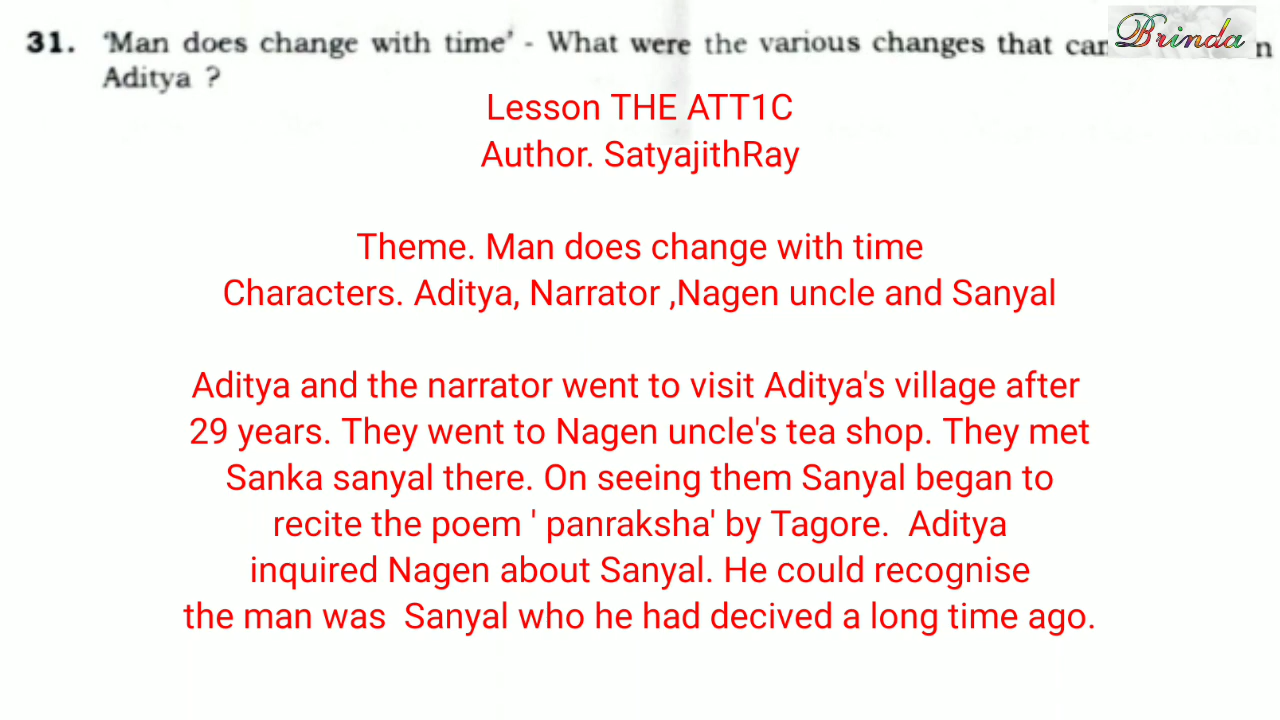 31. 'Man does change with time' - What were the various changes that
Brinda
Aditya ?
Lesson THE ATT1C
Author. SatyajithRay
Theme. Man does change with time
Characters. Aditya, Narrator ,Nagen uncle and Sanyal
Aditya and the narrator went to visit Aditya's village after
29 years. They went to Nagen uncle's tea shop. They met
Sanka sanyal there. On seeing them Sanyal began to
recite the poem ' panraksha' by Tagore. Aditya
inquired Nagen about Sanyal. He could recognise
the man was Sanyal who he had decived a long time ago.